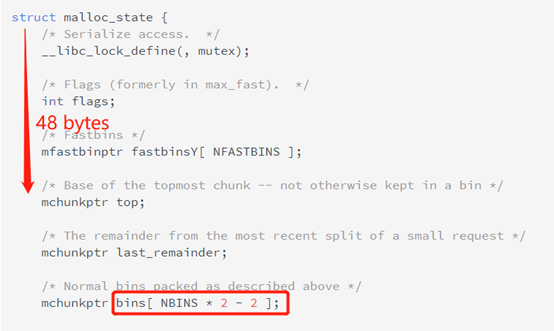 struct malloc_state {
/* Serialize access.  */
__libc_lock_define(, mutex);
/* Flags (formerly in max_fast).  */
int flags;
48 bytes
/* Fastbins */
mfastbinptr fastbinsY[ NFASTBINS ];
/* Base of the topmost chunk -- not otherwise kept in a bin */
mchunkptr top;
/* The remainder from the most recent split of a small request */
mchunkptr last_remainder;
/* Normal bins packed as described above */
mchunkptr bins[ NBINS * 2 - 2 ];